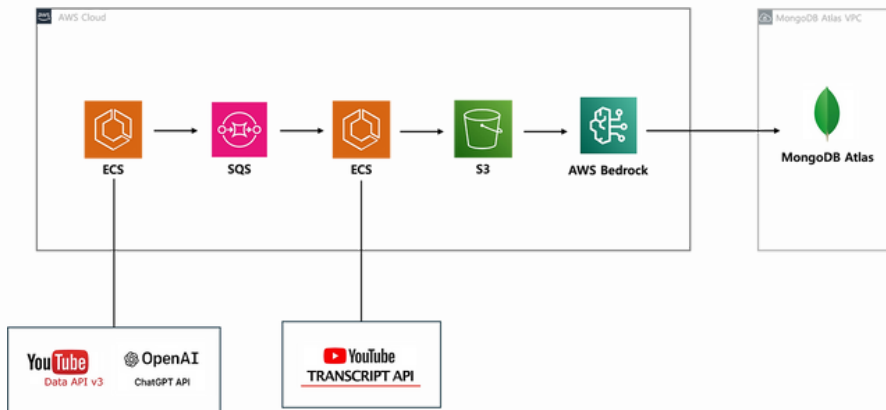 aws
AWS Cloud
MongoDB Atlas VPC
ECS
SQS
ECS
S3
AWS Bedrock
MongoDB Atlas
YouTube
Data API v3
OpenAI
ChatGPT API
YouTube
TRANSCRIPT API